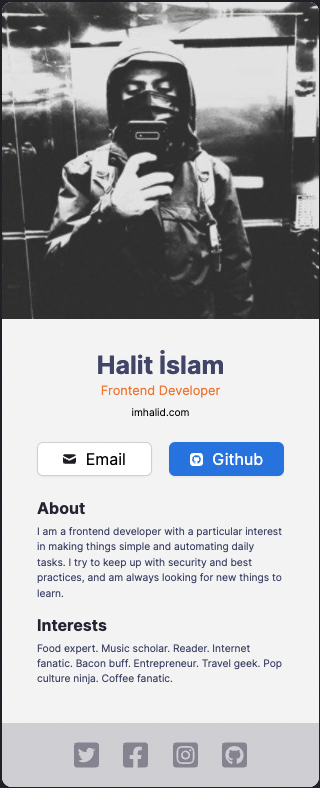 Halit İslam
Frontend Developer
imhalid.com
Email
Github
About
I am a frontend developer with a particular interest
in making things simple and automating daily
tasks. I try to keep up with security and best
practices, and am always looking for new things to
learn.
Interests
Food expert. Music scholar. Reader. Internet
fanatic. Bacon buff. Entrepreneur. Travel geek. Pop
culture ninja. Coffee fanatic.